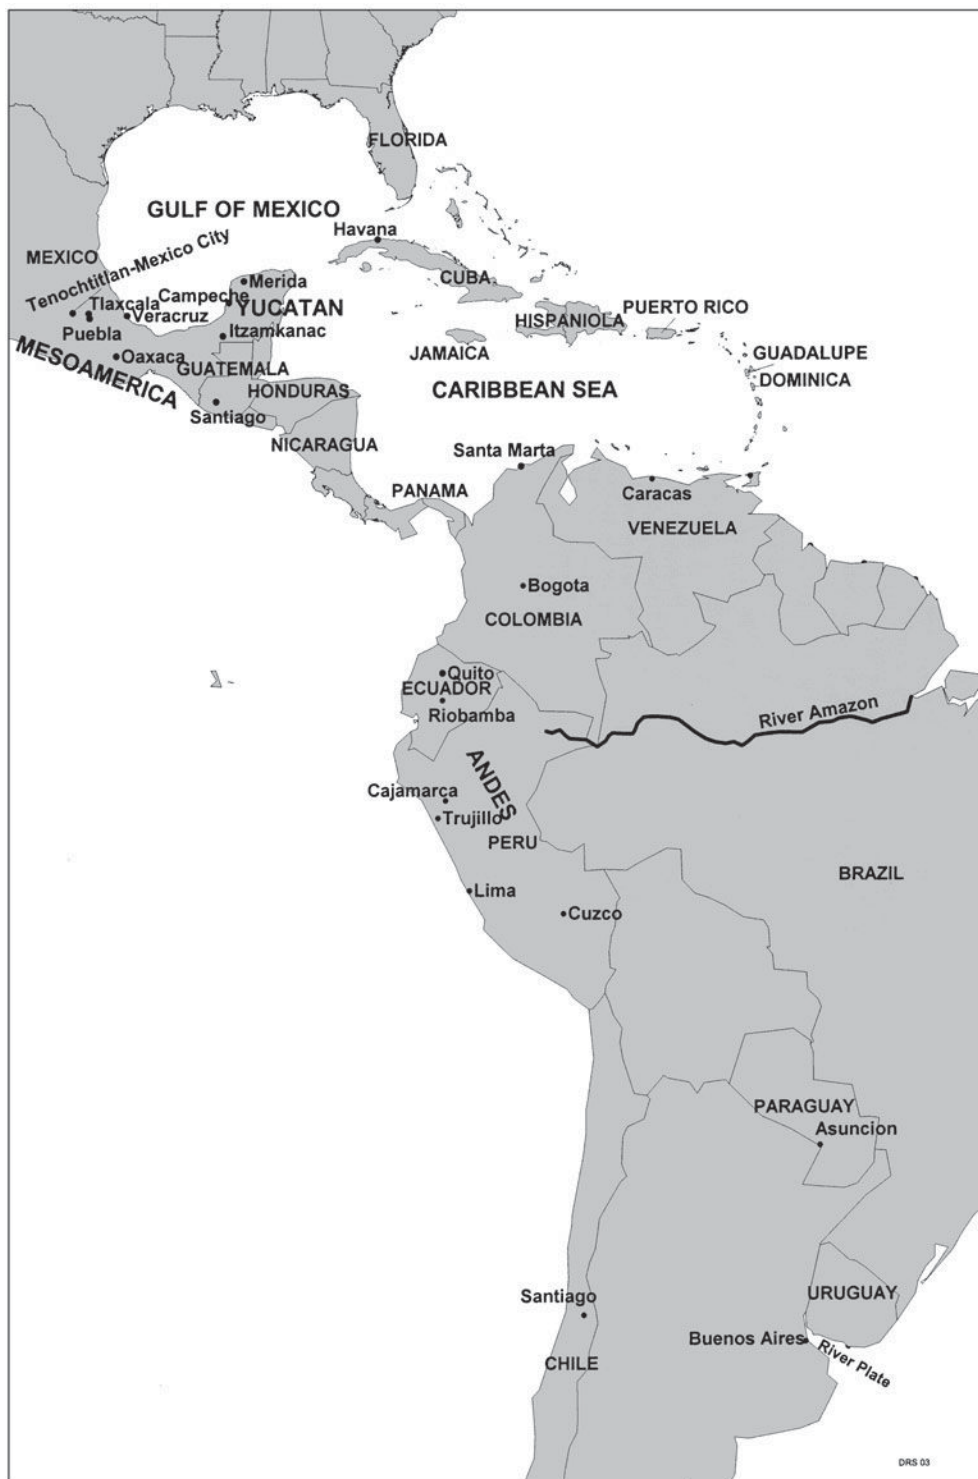 FLORIDA
GULF OF MEXICO
Havana
MEXICO
Tenochtitlan-Mexico City
CUBA
Merida
Campeche
YUCATAN
Tlaxcala
Veracruz
Puebla
Itzamkanac
HISPANIOLA
PUERTO RICO
JAMAICA
GUADALUPE
DOMINICA
MESOAMERICA
Oaxaca
GUATEMALA
HONDURAS
CARIBBEAN SEA
Santiago
NICARAGUA
Santa Marta
PANAMA
Caracas
VENEZUELA
Bogota
COLOMBIA
Quito
ECUADOR
Riobamba
River Amazon
ANDES
Cajamarca
Trujillo
PERU
BRAZIL
Lima
Cuzco
PARAGUAY
Asuncion
Santiago
URUGUAY
Buenos Aires
River Plate
CHILE
DRS 03